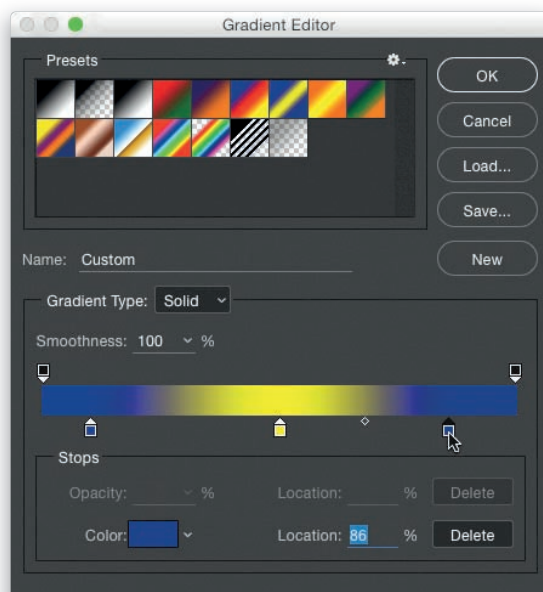 Gradient Editor
Presets
OK
Cancel
Load...
Save...
Name: Custom
New
Gradient Type: Solid
Smoothness: 100 %
Stops
Opacity: % Location: % Delete
Color: Location: 86 % Delete